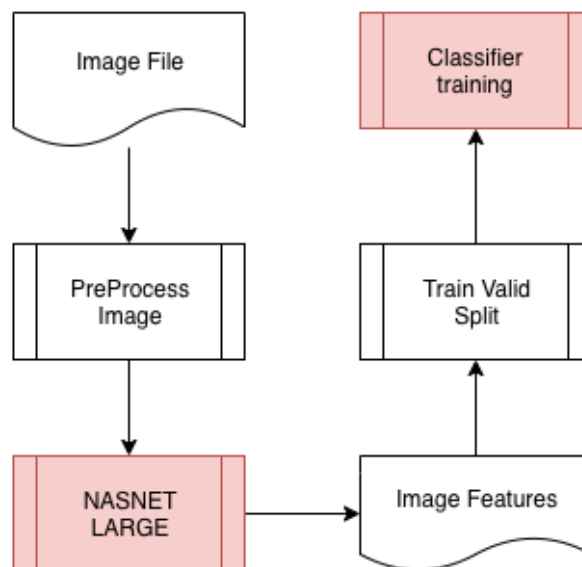 Image File
PreProcess
Image
NASNET
LARGE
Image Features
Train Valid
Split
Classifier
training